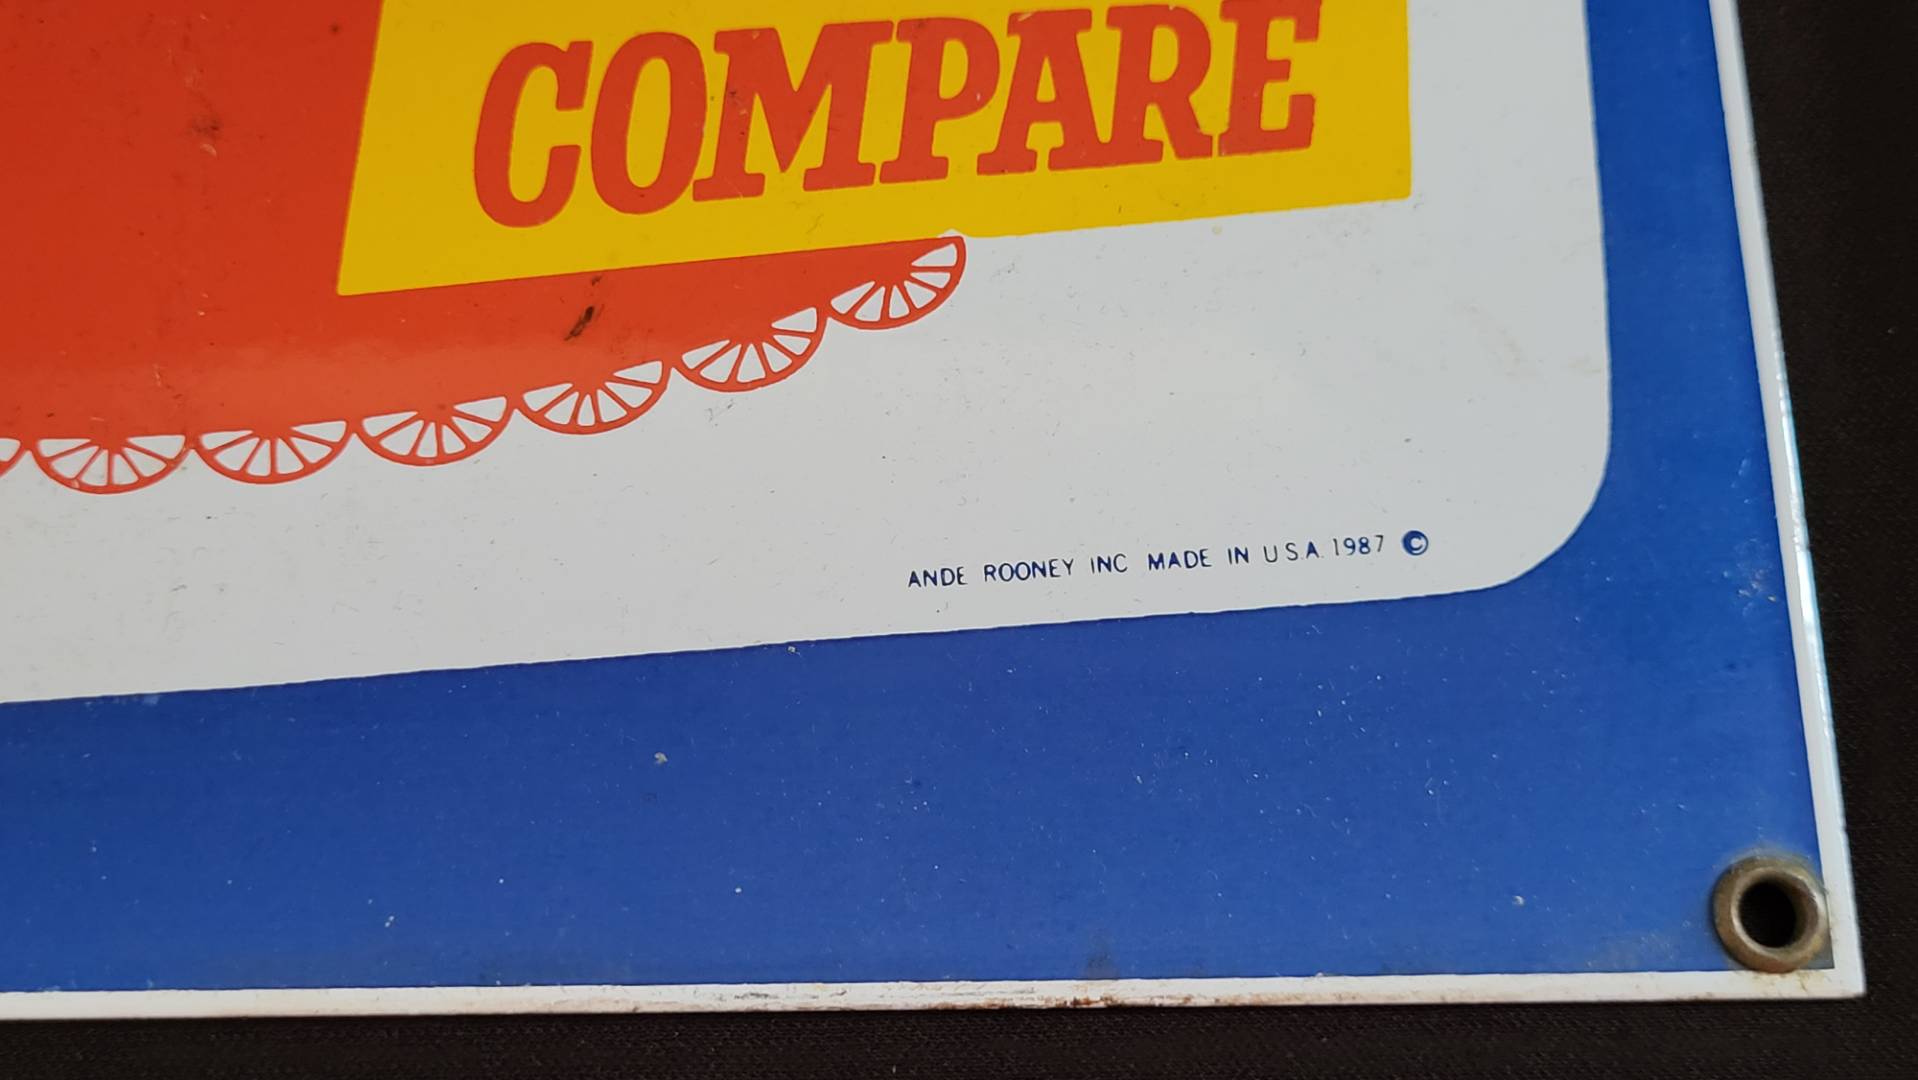 COMPARE
ANDE ROONEY INC MADE IN U.S.A. 1987 ©